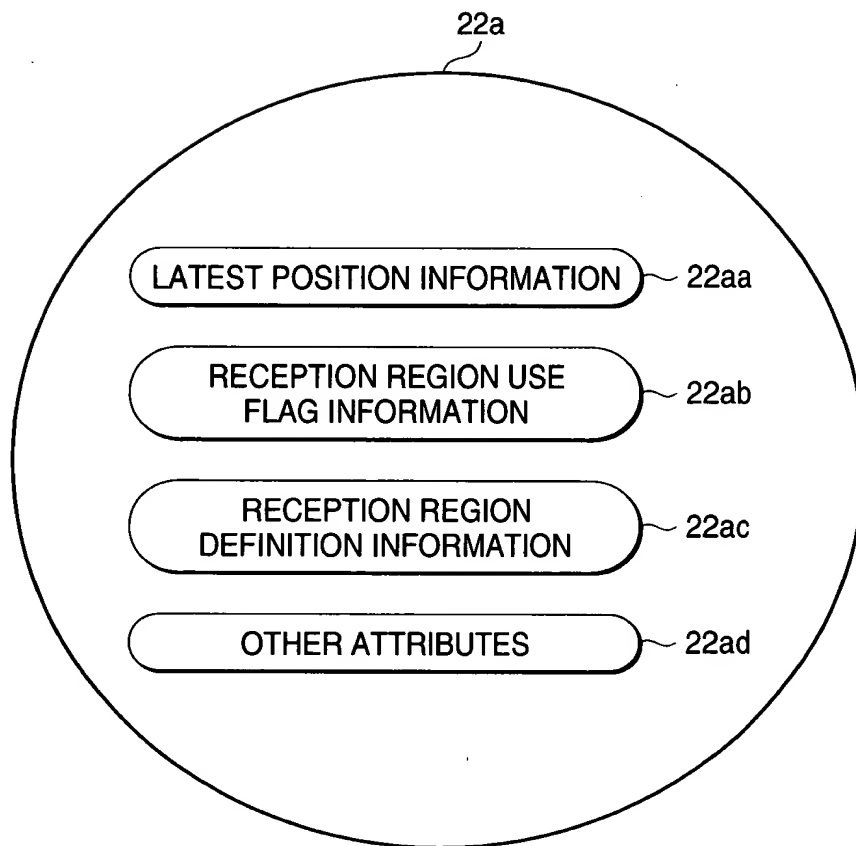 22a
LATEST POSITION INFORMATION 22aa
RECEPTION REGION USE
FLAG INFORMATION
22ab
RECEPTION REGION
DEFINITION INFORMATION
22ac
OTHER ATTRIBUTES 22ad